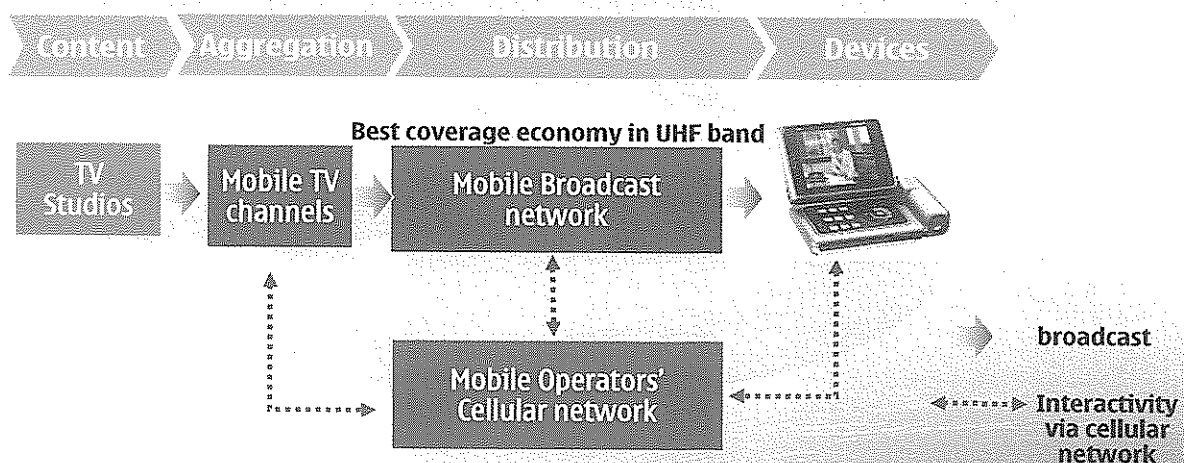 Content
Aggregation
Distribution
Devices
Best coverage economy in UHF band
TV
Studios
Mobile TV
channels
Mobile Broadcast
network
Mobile Operators'
Cellular network
broadcast
Interactivity
via cellular
network